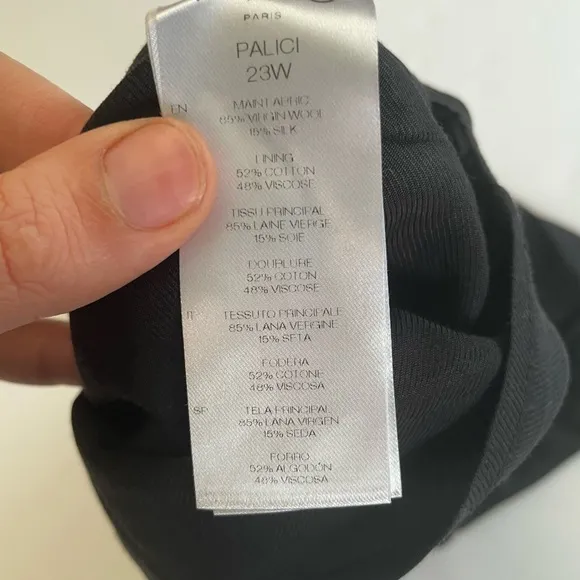 PARIS
PALICI
23W
EN
MAIN FABRIC
85% VIRGIN WOOL
15% SILK
LINING
52% COTTON
48% VISCOSE
TISSU PRINCIPAL
85% LAINE VIERGE
15% SOIE
DOUBLURE
52% COTON
48% VISCOSE
TESSUTO PRINCIPALE
85% LANA VERGINE
15% SETA
FODERA
52% COTONE
48% VISCOSA
SP
TELA PRINCIPAL
85% LANA VIRGEN
15% SEDA
FORRO
52% ALGODÓN
48% VISCOSA